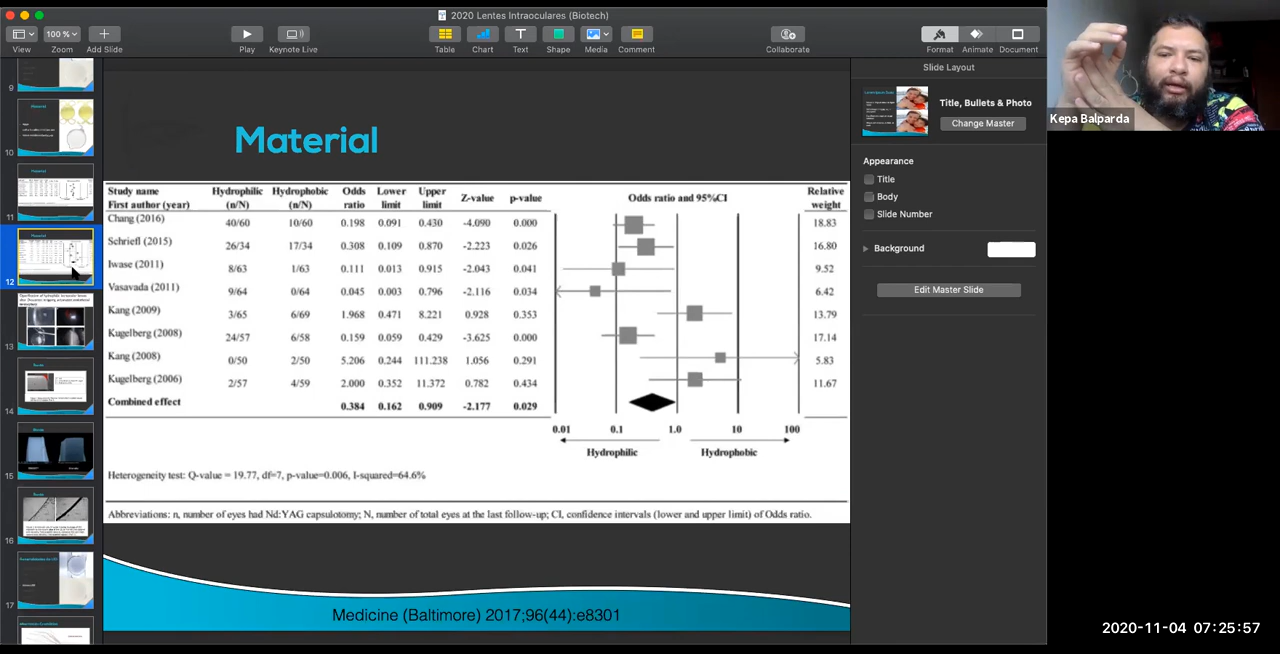 2020 Lentes Intraoculares (Biotech)
View
100 %
Zoom
Add Slide
Play
Keynote Live
Table
Chart
Text
Shape
Media
Comment
Collaborate
Format
Animate
Document
Slide Layout
Title, Bullets & Photo
Change Master
Appearance
Title
Body
Slide Number
Background
Edit Master Slide
Kepa Balparda
9
10
11
12
13
14
15
16
17
Material
Study name Hydrophilic Hydrophobic Odds Lower Upper Z-value p-value Odds ratio and 95%CI Relative
First author (year) (n/N) (n/N) ratio limit limit weight
Chang (2016) 40/60 10/60 0.198 0.091 0.430 -4.090 0.000 18.83
Schriefl (2015) 26/34 17/34 0.308 0.109 0.870 -2.223 0.026 16.80
Iwase (2011) 8/63 1/63 0.111 0.013 0.915 -2.043 0.041 9.52
Vasavada (2011) 9/64 0/64 0.045 0.003 0.796 -2.116 0.034 6.42
Kang (2009) 3/65 6/69 1.968 0.471 8.221 0.928 0.353 13.79
Kugelberg (2008) 24/57 6/58 0.159 0.059 0.429 -3.625 0.000 17.14
Kang (2008) 0/50 2/50 5.206 0.244 111.238 1.056 0.291 5.83
Kugelberg (2006) 2/57 4/59 2.000 0.352 11.372 0.782 0.434 11.67
Combined effect 0.384 0.162 0.909 -2.177 0.029
0.01 0.1 1.0 10 100
Hydrophilic Hydrophobic
Heterogeneity test: Q-value = 19.77, df=7, p-value=0.006, I-squared=64.6%
Abbreviations: n, number of eyes had Nd:YAG capsulotomy; N, number of total eyes at the last follow-up; CI, confidence intervals (lower and upper limit) of Odds ratio.
Medicine (Baltimore) 2017;96(44):e8301
2020-11-04 07:25:57